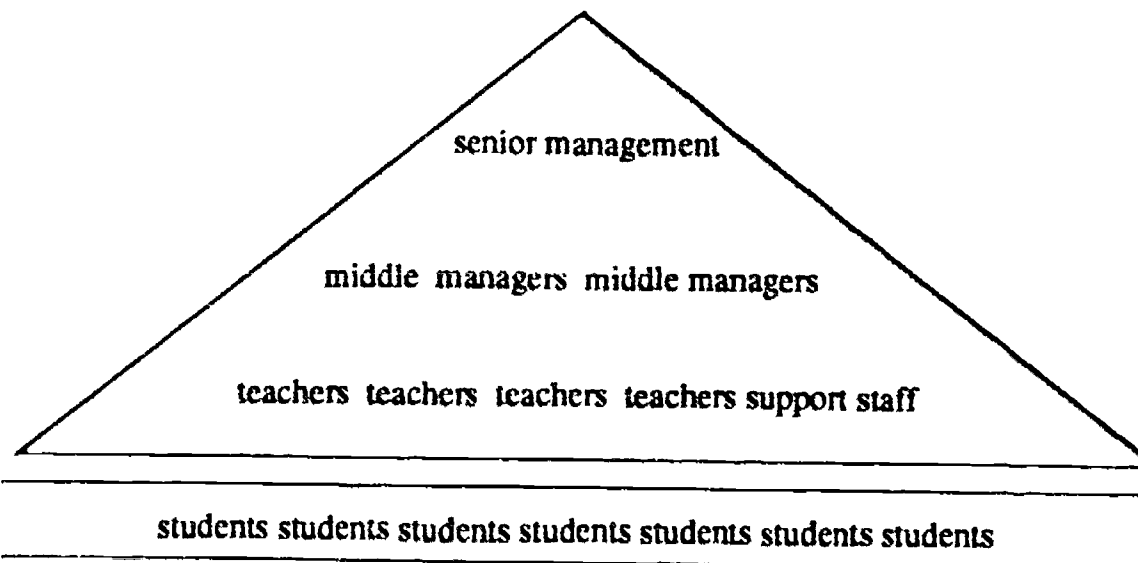 senior management
middle managers middle managers
teachers teachers teachers teachers support staff
students students students students students students students